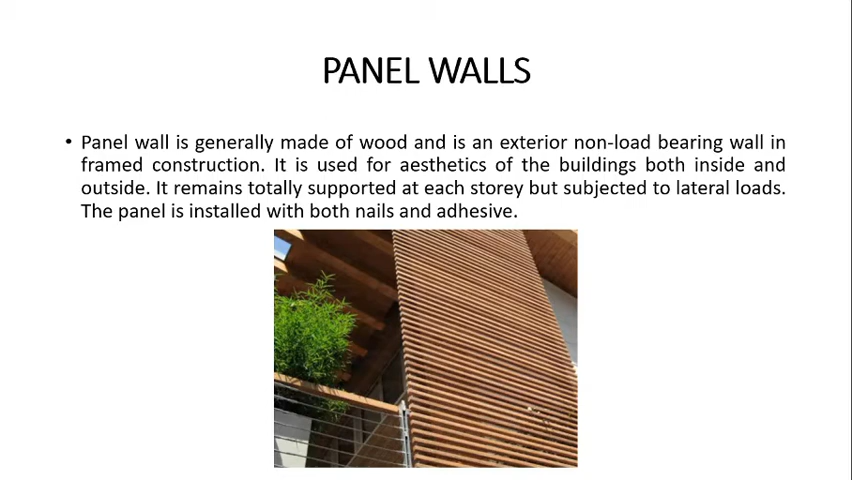 PANEL WALLS
• Panel wall is generally made of wood and is an exterior non-load bearing wall in
framed construction. It is used for aesthetics of the buildings both inside and
outside. It remains totally supported at each storey but subjected to lateral loads.
The panel is installed with both nails and adhesive.